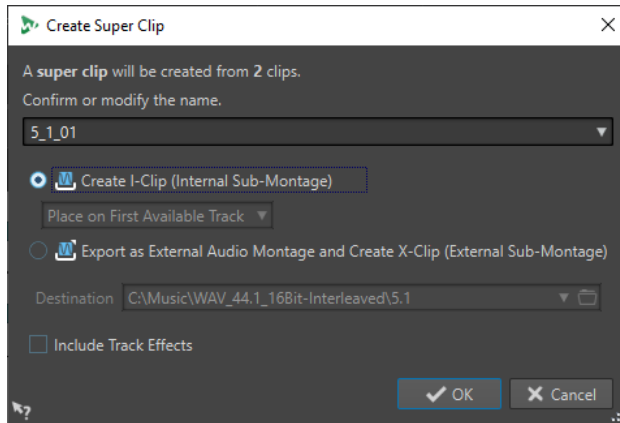 Create Super Clip
A super clip will be created from 2 clips.
Confirm or modify the name.
5_1_01
Create I-Clip (Internal Sub-Montage)
Place on First Available Track
Export as External Audio Montage and Create X-Clip (External Sub-Montage)
Destination C:\Music\WAV_44.1_16Bit-Interleaved\5.1
Include Track Effects
OK Cancel